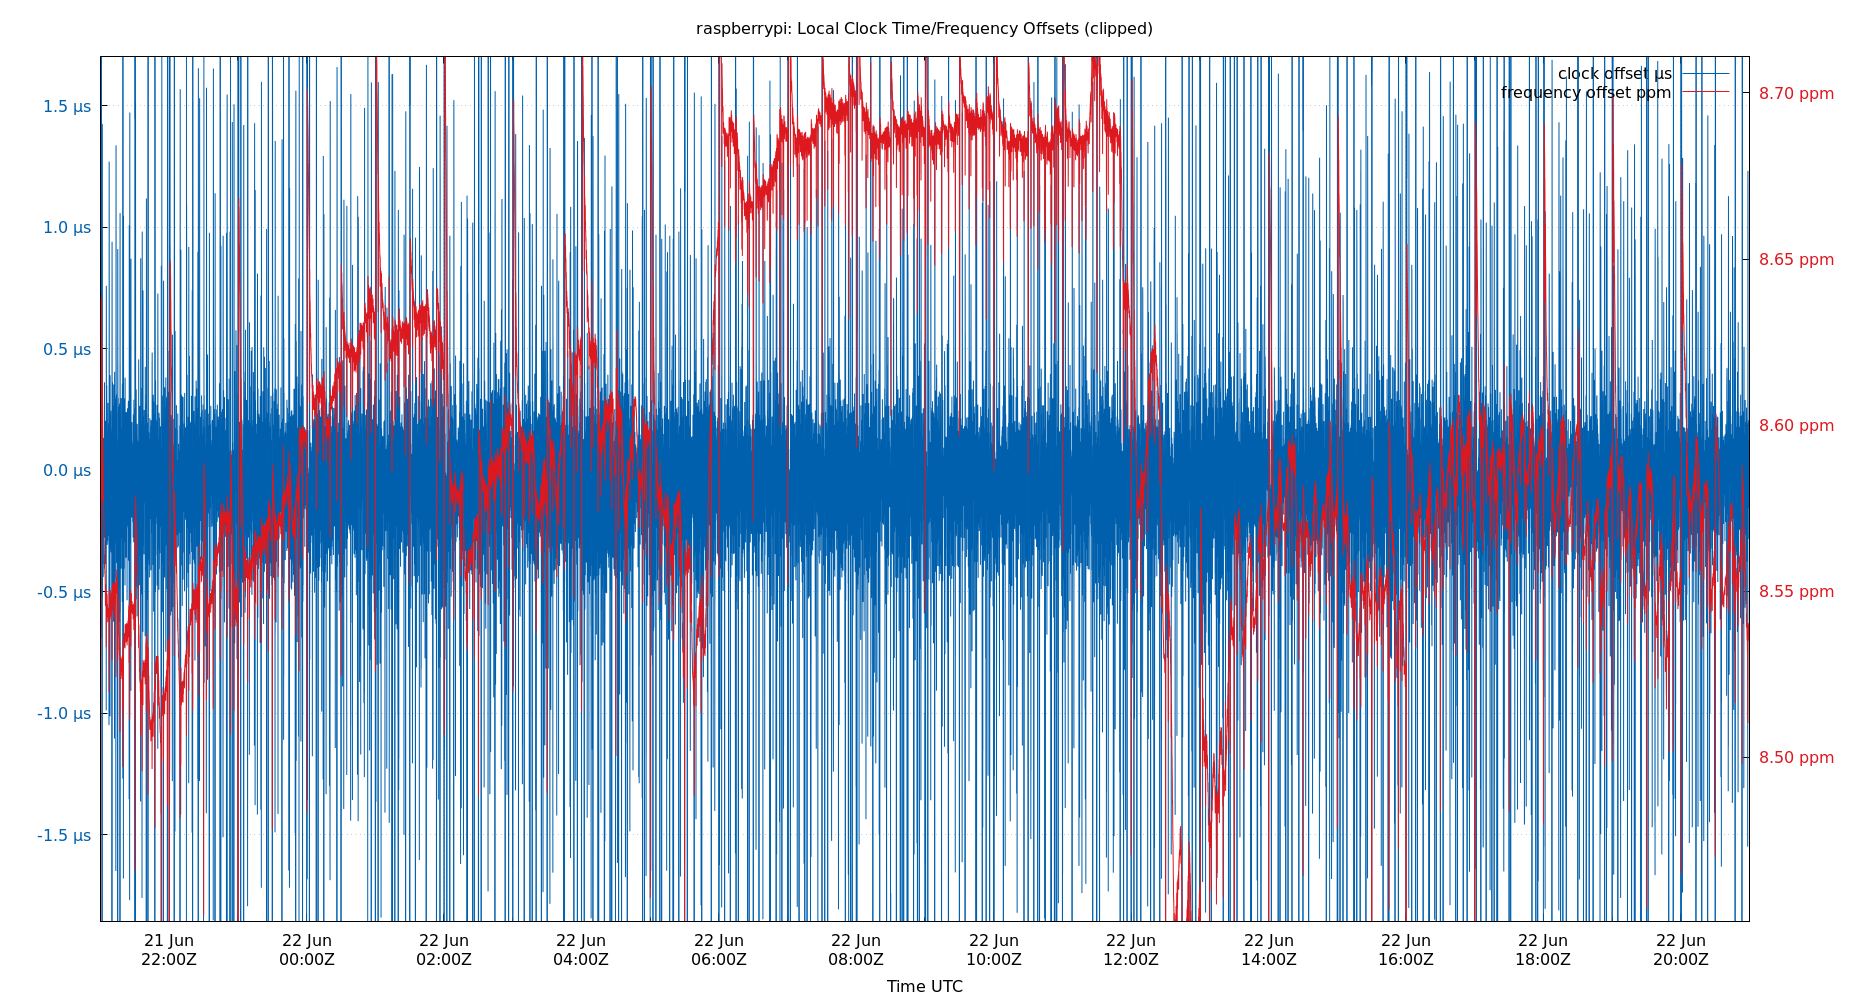 raspberrypi: Local Clock Time/Frequency Offsets (clipped)
clock offset µs
frequency offset ppm
1.5 µs
1.0 µs
0.5 µs
0.0 µs
-0.5 µs
-1.0 µs
-1.5 µs
8.70 ppm
8.65 ppm
8.60 ppm
8.55 ppm
8.50 ppm
21 Jun 22 Jun 22 Jun 22 Jun 22 Jun 22 Jun 22 Jun 22 Jun 22 Jun 22 Jun 22 Jun 22 Jun
22:00Z 00:00Z 02:00Z 04:00Z 06:00Z 08:00Z 10:00Z 12:00Z 14:00Z 16:00Z 18:00Z 20:00Z
Time UTC